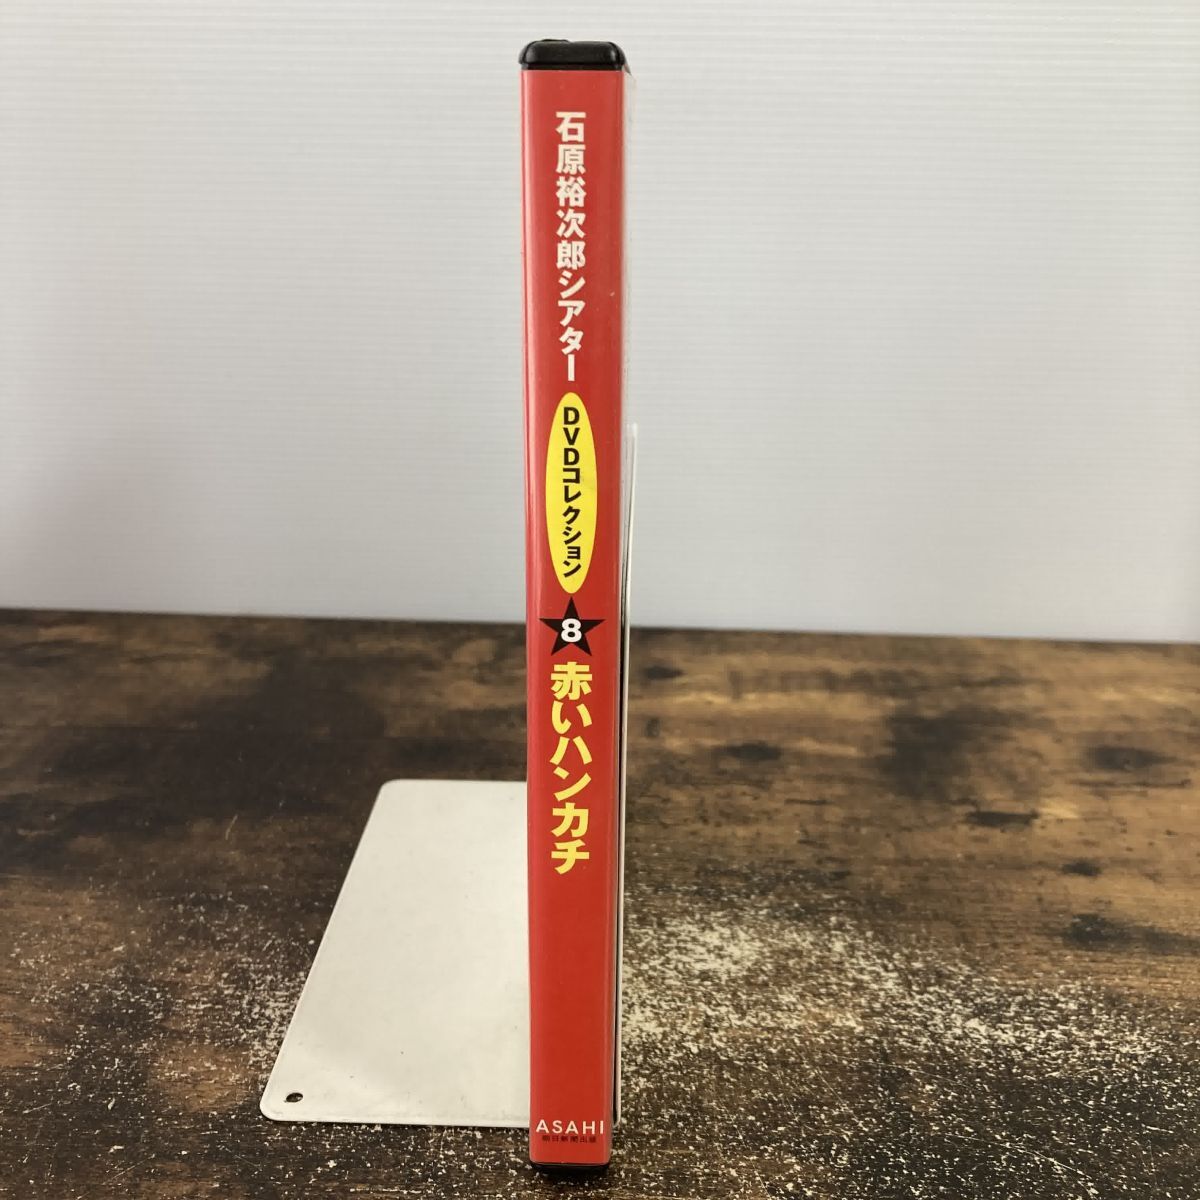 石原裕次郎シアター
DVDコレクション
8
赤いハンカチ
ASAHI
朝日新聞出版